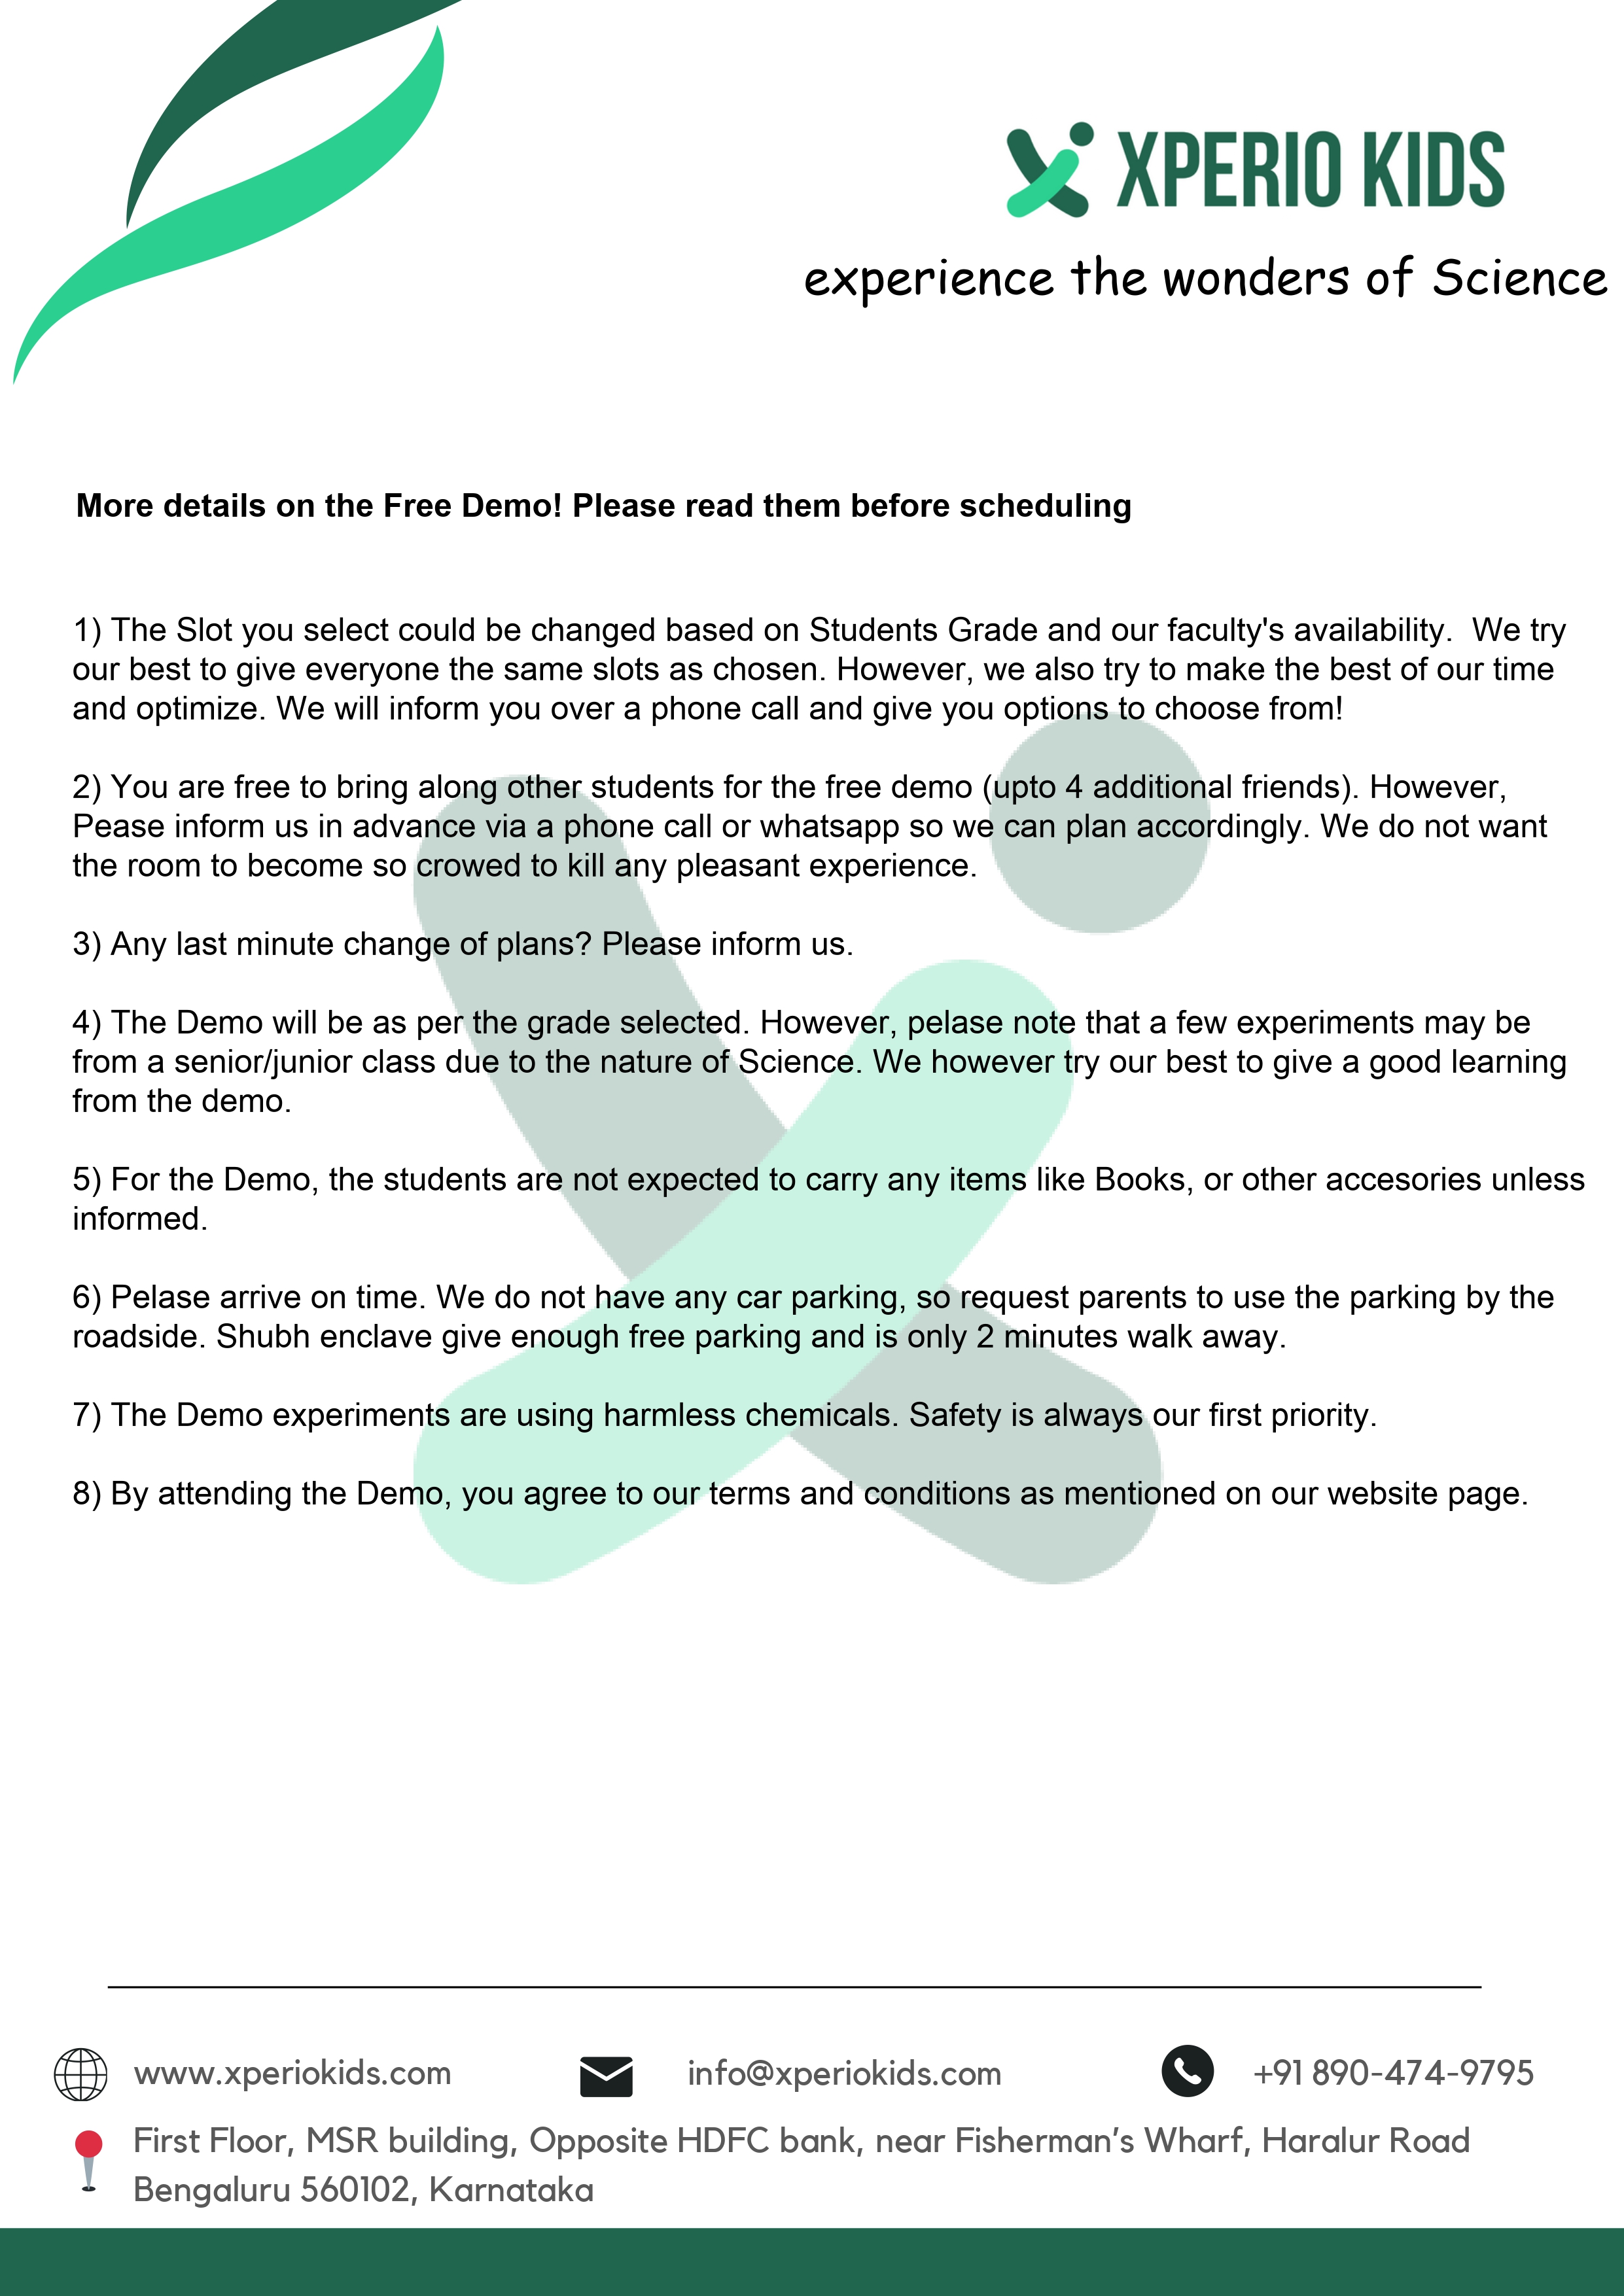 XPERIO KIDS
experience the wonders of Science
More details on the Free Demo! Please read them before scheduling
1) The Slot you select could be changed based on Students Grade and our faculty's availability.  We try
our best to give everyone the same slots as chosen. However, we also try to make the best of our time
and optimize. We will inform you over a phone call and give you options to choose from!
2) You are free to bring along other students for the free demo (upto 4 additional friends). However,
Pease inform us in advance via a phone call or whatsapp so we can plan accordingly. We do not want
the room to become so crowed to kill any pleasant experience.
3) Any last minute change of plans? Please inform us.
4) The Demo will be as per the grade selected. However, pelase note that a few experiments may be
from a senior/junior class due to the nature of Science. We however try our best to give a good learning
from the demo.
5) For the Demo, the students are not expected to carry any items like Books, or other accesories unless
informed.
6) Pelase arrive on time. We do not have any car parking, so request parents to use the parking by the
roadside. Shubh enclave give enough free parking and is only 2 minutes walk away.
7) The Demo experiments are using harmless chemicals. Safety is always our first priority.
8) By attending the Demo, you agree to our terms and conditions as mentioned on our website page.
www.xperiokids.com info@xperiokids.com +91 890-474-9795
First Floor, MSR building, Opposite HDFC bank, near Fisherman’s Wharf, Haralur Road
Bengaluru 560102, Karnataka